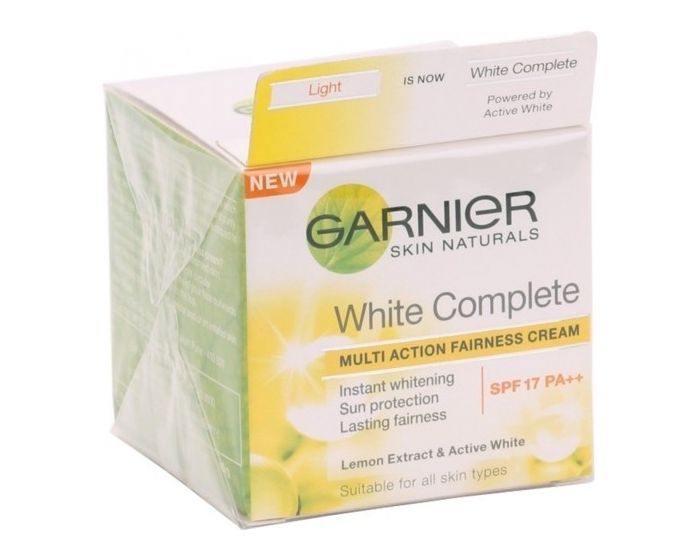 Light
IS NOW
White Complete
Powered by
Active White
NEW
GARNIER
SKIN NATURALS
White Complete
MULTI ACTION FAIRNESS CREAM
Instant whitening
Sun protection
Lasting fairness
SPF 17 PA++
Lemon Extract & Active White
Suitable for all skin types